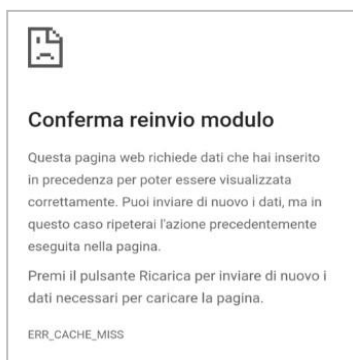 Conferma reinvio modulo
Questa pagina web richiede dati che hai inserito
in precedenza per poter essere visualizzata
correttamente. Puoi inviare di nuovo i dati, ma in
questo caso ripeterai l'azione precedentemente
eseguita nella pagina.
Premi il pulsante Ricarica per inviare di nuovo i
dati necessari per caricare la pagina.
ERR_CACHE_MISS